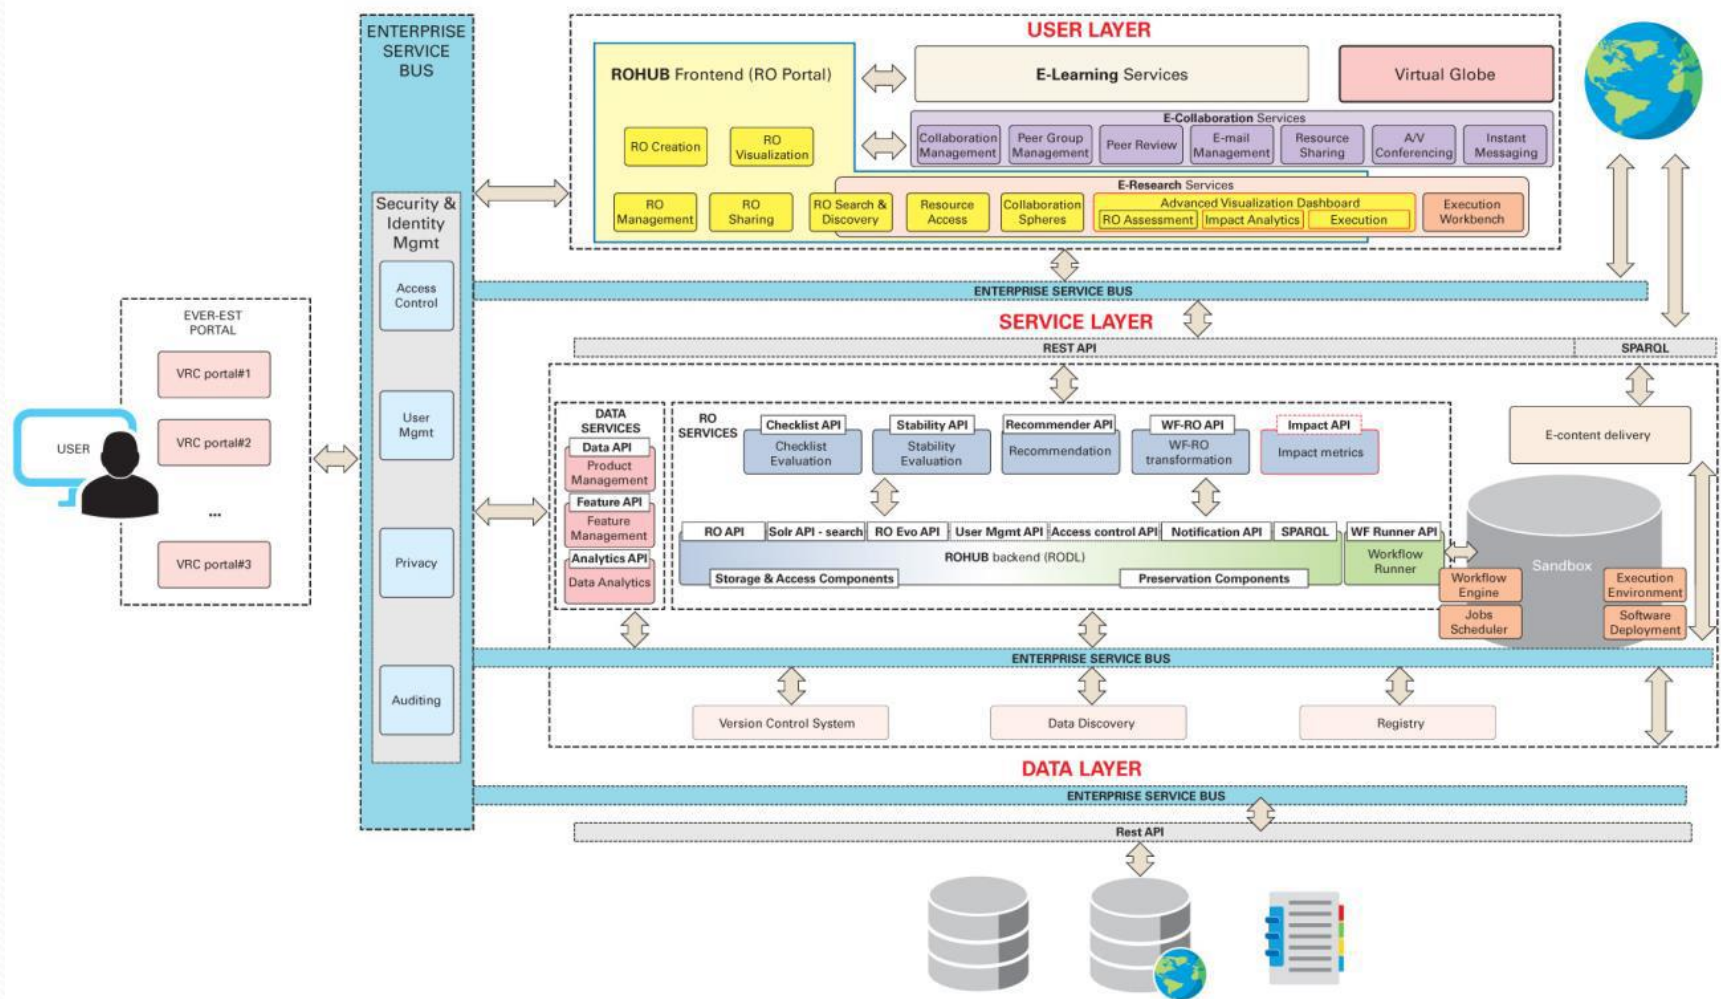 USER
EVER-EST
PORTAL
VRC portal#1
VRC portal#2
...
VRC portal#3
ENTERPRISE
SERVICE
BUS
Security &
Identity
Mgmt
Access
Control
User
Mgmt
Privacy
Auditing
USER LAYER
ROHUB Frontend (RO Portal)
E-Learning Services
Virtual Globe
RO Creation
RO
Visualization
E-Collaboration Services
Collaboration
Management
Peer Group
Management
Peer Review
E-mail
Management
Resource
Sharing
A/V
Conferencing
Instant
Messaging
E-Research Services
RO
Management
RO
Sharing
RO Search &
Discovery
Resource
Access
Collaboration
Spheres
Advanced Visualization Dashboard
RO Assessment
Impact Analytics
Execution
Execution
Workbench
ENTERPRISE SERVICE BUS
SERVICE LAYER
REST API
SPARQL
DATA
SERVICES
Data API
Product
Management
Feature API
Feature
Management
Analytics API
Data Analytics
RO
SERVICES
Checklist API
Checklist
Evaluation
Stability API
Stability
Evaluation
Recommender API
Recommendation
WF-RO API
WF-RO
transformation
Impact API
Impact metrics
RO API
Solr API - search
RO Evo API
User Mgmt API
Access control API
Notification API
SPARQL
WF Runner API
ROHUB backend (RODL)
Storage & Access Components
Preservation Components
Workflow
Runner
E-content delivery
Sandbox
Workflow
Engine
Jobs
Scheduler
Execution
Environment
Software
Deployment
ENTERPRISE SERVICE BUS
Version Control System
Data Discovery
Registry
DATA LAYER
ENTERPRISE SERVICE BUS
Rest API